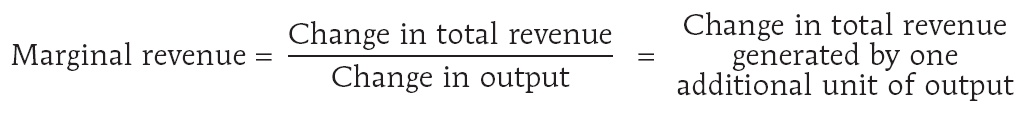 Marginal revenue = Change in total revenue / Change in output = Change in total revenue
generated by one
additional unit of output